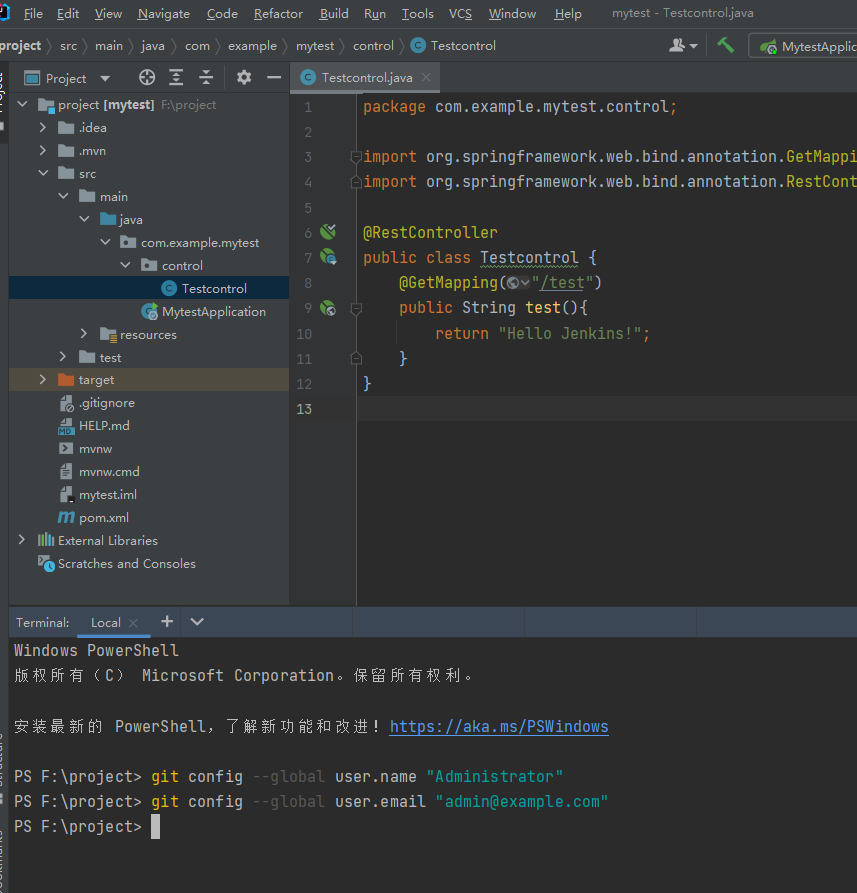 File Edit View Navigate Code Refactor Build Run Tools VCS Window Help mytest - Testcontrol.java
project src main java com example mytest control Testcontrol MytestApplic
Project
Testcontrol.java
project [mytest] F:\project
.idea
.mvn
src
main
java
com.example.mytest
control
Testcontrol
MytestApplication
resources
test
target
.gitignore
HELP.md
mvnw
mvnw.cmd
mytest.iml
pom.xml
External Libraries
Scratches and Consoles
1 package com.example.mytest.control;
2
3 import org.springframework.web.bind.annotation.GetMappi
4 import org.springframework.web.bind.annotation.RestCont
5
6 @RestController
7 public class Testcontrol {
8 @GetMapping("/test")
9 public String test(){
10 return "Hello Jenkins!";
11 }
12 }
13
Terminal: Local
Windows PowerShell
版权所有（C） Microsoft Corporation。保留所有权利。
安装最新的 PowerShell，了解新功能和改进！https://aka.ms/PSWindows
PS F:\project> git config --global user.name "Administrator"
PS F:\project> git config --global user.email "admin@example.com"
PS F:\project>